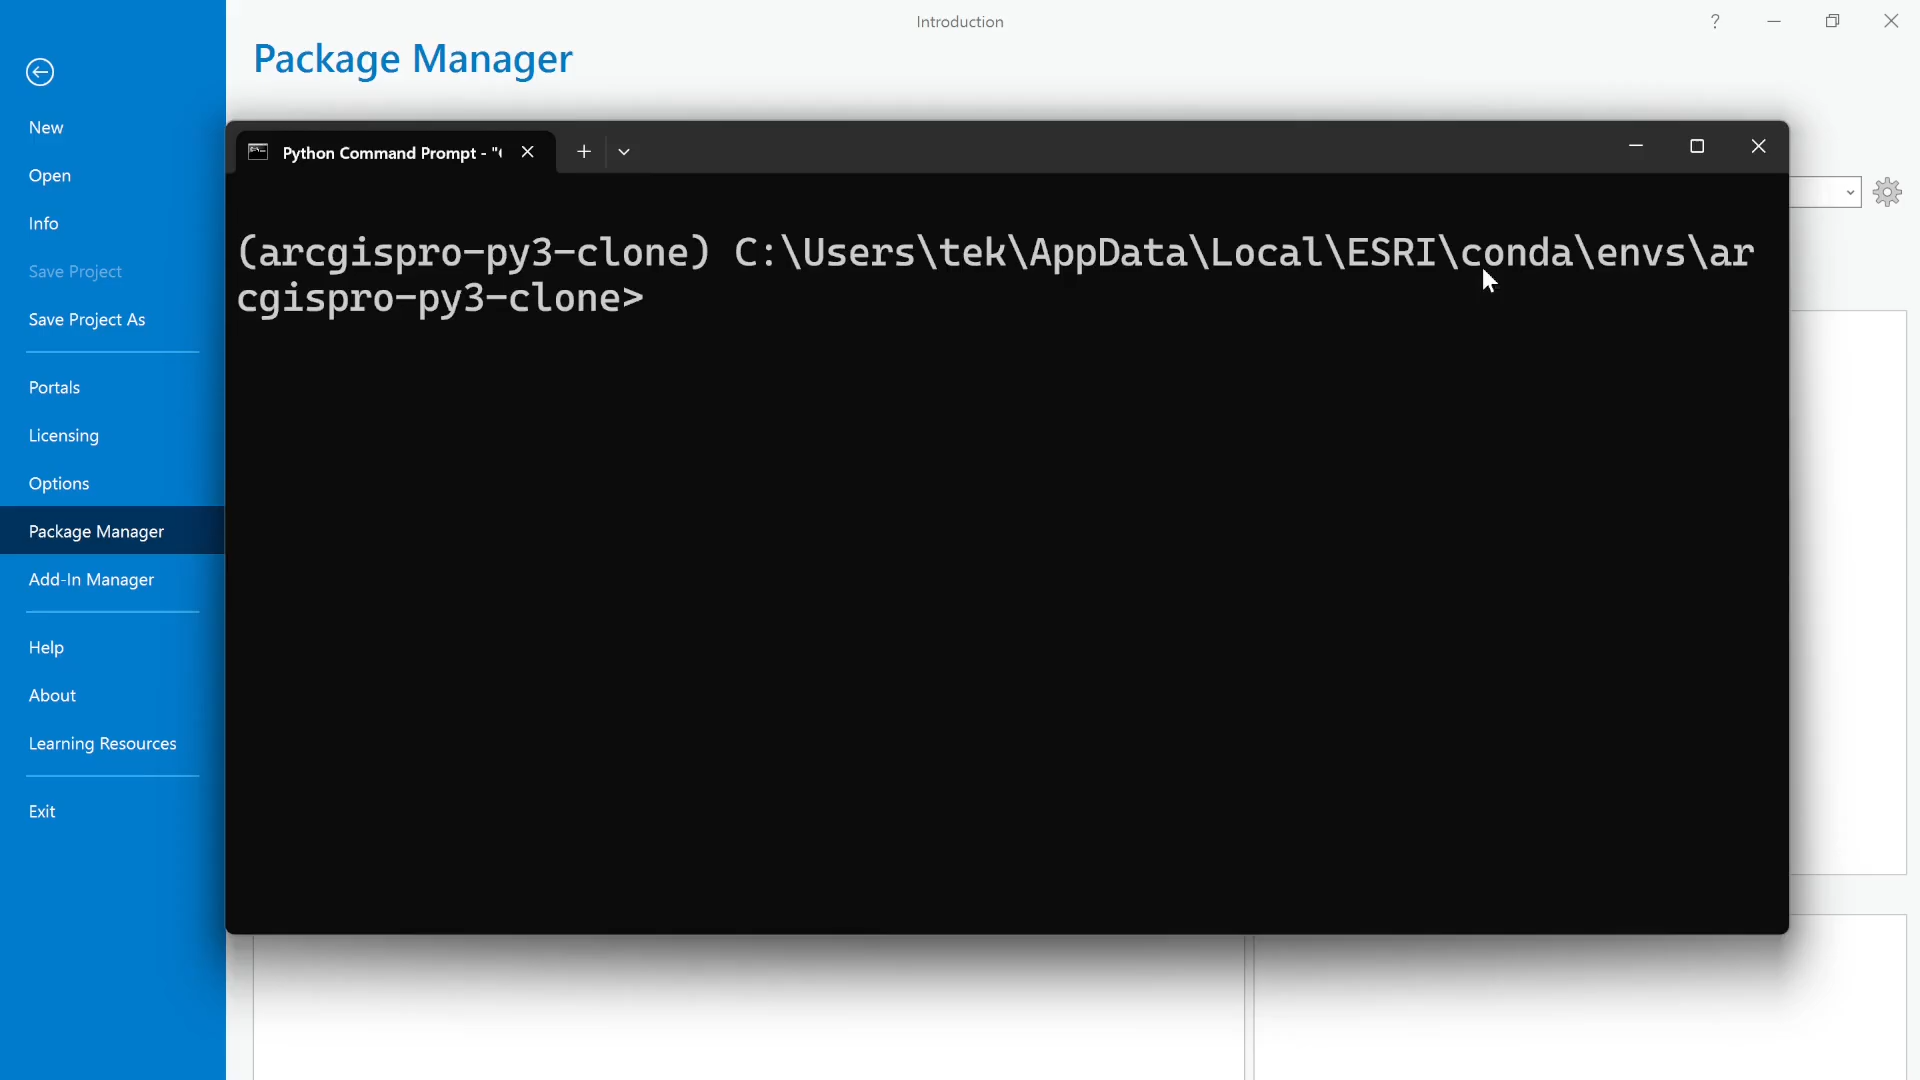 Introduction
?
Package Manager
New
Open
Info
Save Project
Save Project As
Portals
Licensing
Options
Package Manager
Add-In Manager
Help
About
Learning Resources
Exit
Python Command Prompt - "
(arcgispro-py3-clone) C:\Users\tek\AppData\Local\ESRI\conda\envs\ar
cgispro-py3-clone>